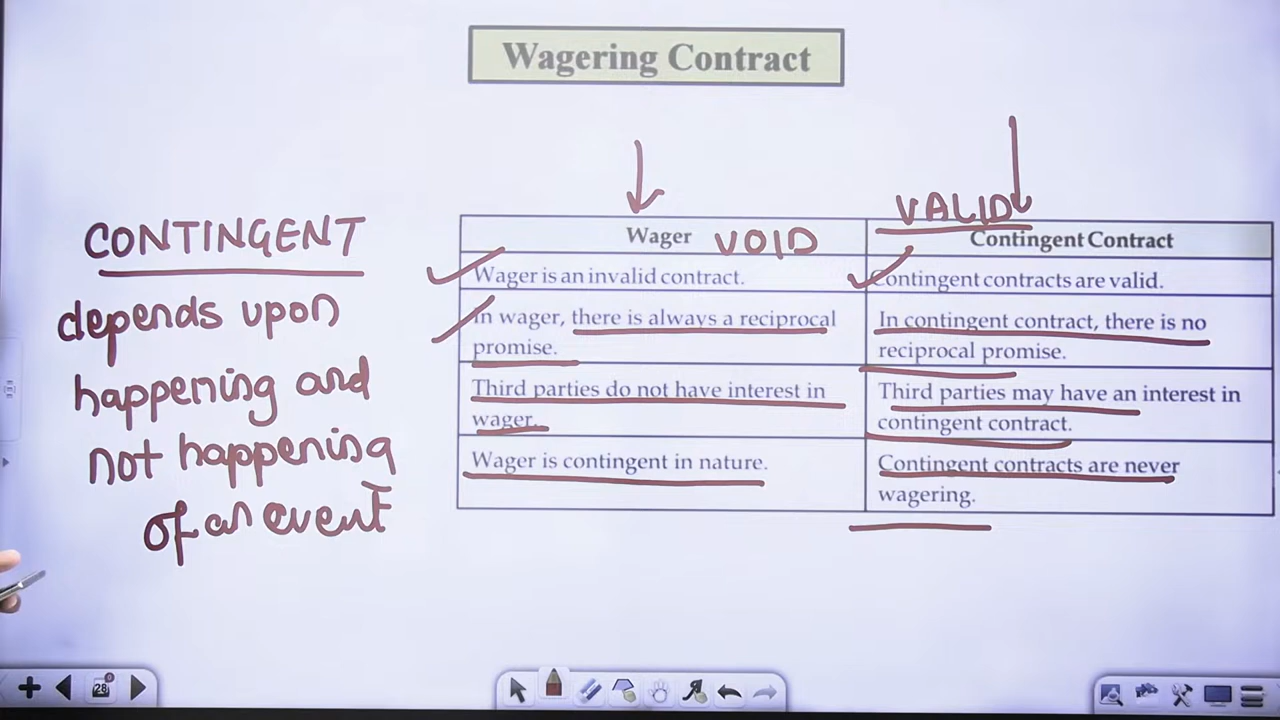 Wagering Contract
CONTINGENT
depends upon
happening and
not happening
of an event
Wager VOID
VALID
Contingent Contract
Wager is an invalid contract.
Contingent contracts are valid.
In wager, there is always a reciprocal
promise.
In contingent contract, there is no
reciprocal promise.
Third parties do not have interest in
wager.
Third parties may have an interest in
contingent contract.
Wager is contingent in nature.
Contingent contracts are never
wagering.
28